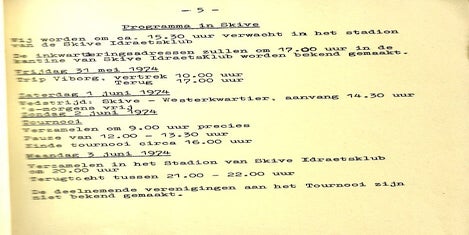 - 5 -
Programma in Skive
Wij worden om ca. 15.30 uur verwacht in het stadion
van de Skive Idraetsklub
De inkwartieringsadressen zullen om 17.00 uur in de
kantine van Skive Idraetsklub worden bekend gemaakt.
Vrijdag 31 mei 1974
Trip Viborg. vertrek 10.00 uur
Terug 17.00 uur
Zaterdag 1 juni 1974
Wedstrijd: Skive - Westerkwartier. aanvang 14.30 uur
's-morgens vrij
Zondag 2 juni 1974
Tournooi
Verzamelen om 9.00 uur precies
Pauze van 12.00 - 13.30 uur
Einde tournooi circa 16.00 uur
Maandag 3 juni 1974
Verzamelen in het Stadion van Skive Idraetsklub
om 20.00 uur
Terugtocht tussen 21.00 - 22.00 uur
De deelnemende verenigingen aan het Tournooi zijn
niet bekend gemaakt.